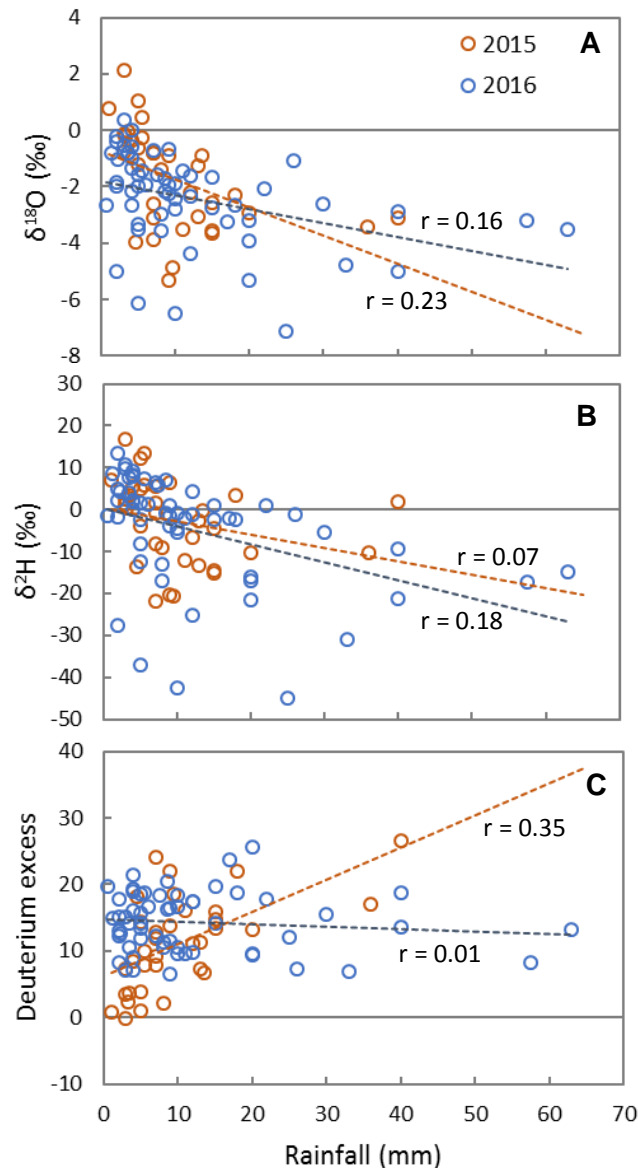 A
2015
2016
4
2
0
-2
-4
-6
-8
δ¹⁸O (‰)
r = 0.16
r = 0.23
B
30
20
10
0
-10
-20
-30
-40
-50
δ²H (‰)
r = 0.07
r = 0.18
C
40
30
20
10
0
-10
Deuterium excess
r = 0.35
r = 0.01
0 10 20 30 40 50 60 70
Rainfall (mm)